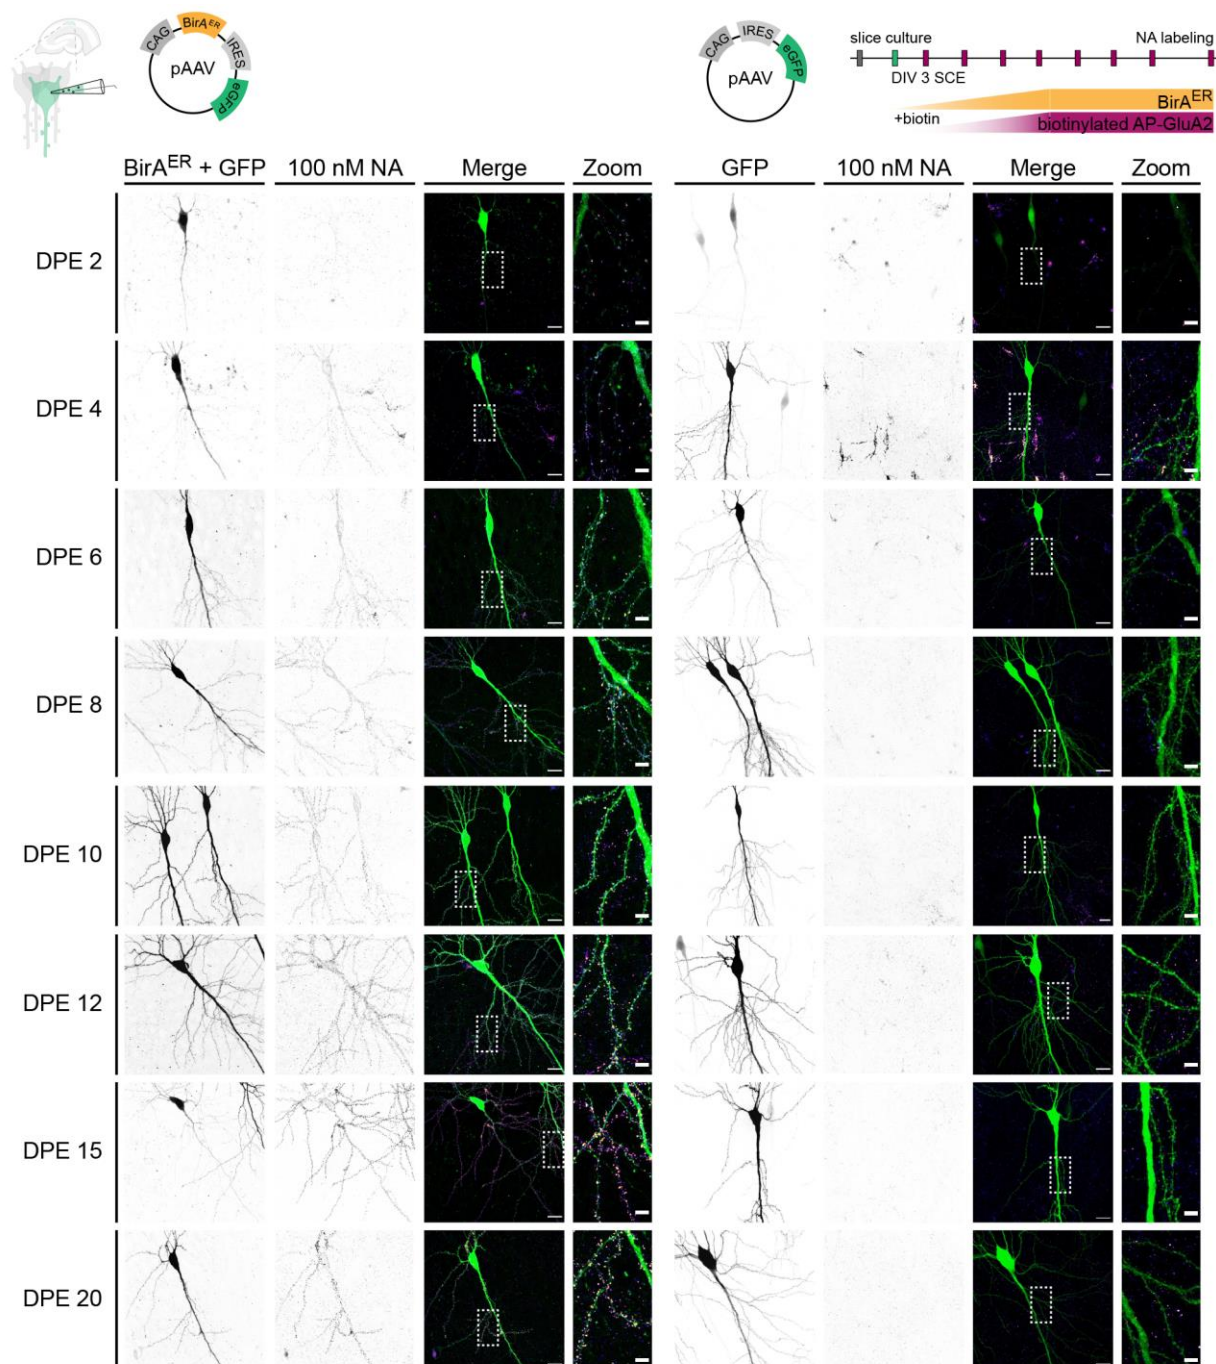 CAG BirA^ER IRES eGFP
pAAV
CAG IRES eGFP
pAAV
slice culture NA labeling
DIV 3 SCE
BirA^ER
+biotin
biotinylated AP-GluA2
BirA^ER + GFP 100 nM NA Merge Zoom GFP 100 nM NA Merge Zoom
DPE 2
DPE 4
DPE 6
DPE 8
DPE 10
DPE 12
DPE 15
DPE 20